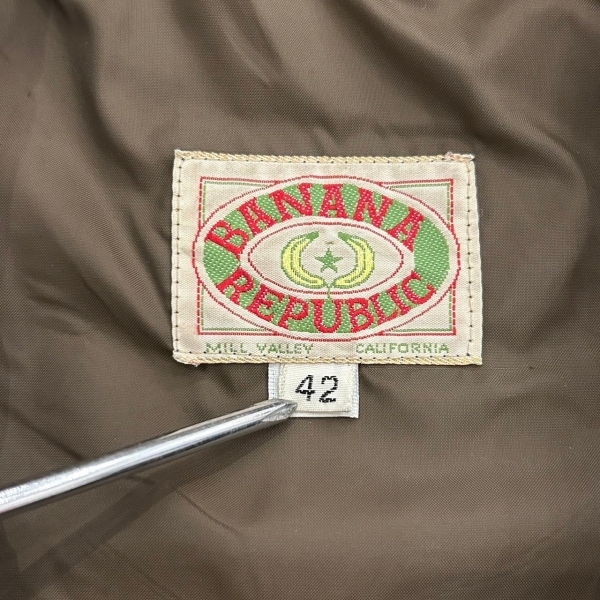 BANANA
REPUBLIC
MILL VALLEY CALIFORNIA
42